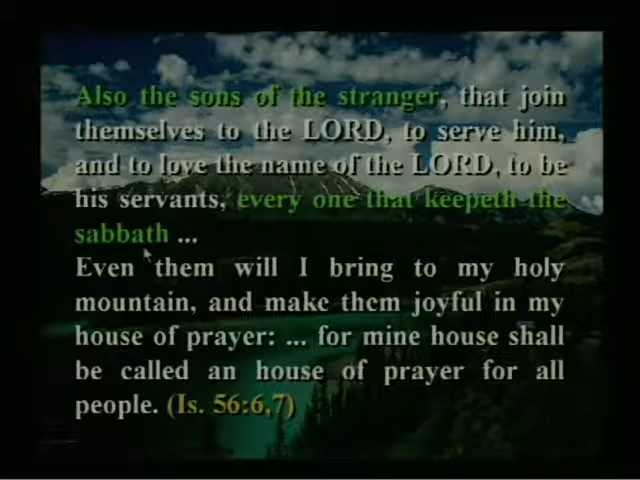 Also the sons of the stranger, that join
themselves to the LORD, to serve him,
and to love the name of the LORD, to be
his servants, every one that keepeth the
sabbath ...
Even them will I bring to my holy
mountain, and make them joyful in my
house of prayer: ... for mine house shall
be called an house of prayer for all
people. (Is. 56:6,7)